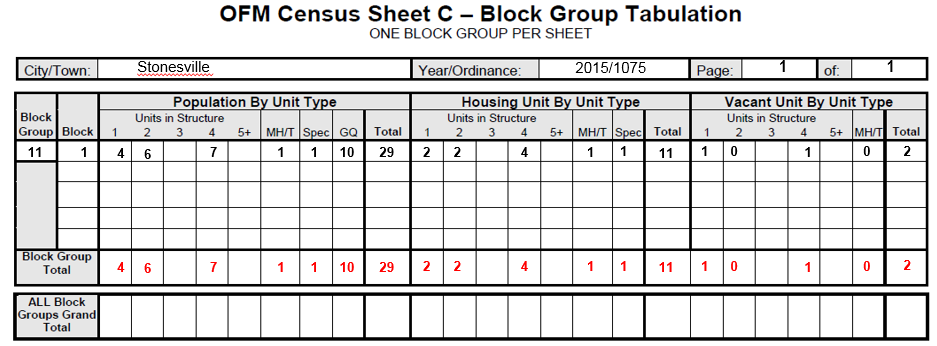 OFM Census Sheet C – Block Group Tabulation
ONE BLOCK GROUP PER SHEET
City/Town: Stonesville Year/Ordinance: 2015/1075 Page: 1 of: 1
Block Group Block Population By Unit Type Housing Unit By Unit Type Vacant Unit By Unit Type
Units in Structure Units in Structure Units in Structure
1 2 3 4 5+ MH/T Spec GQ Total 1 2 3 4 5+ MH/T Spec Total 1 2 3 4 5+ MH/T Total
11 1 4 6 7 1 1 10 29 2 2 4 1 1 11 1 0 1 0 2
Block Group
Total 4 6 7 1 1 10 29 2 2 4 1 1 11 1 0 1 0 2
ALL Block
Groups Grand
Total